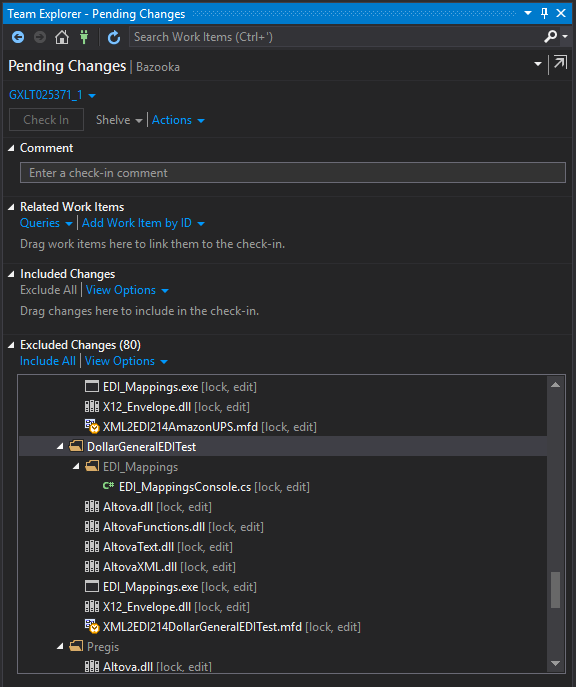 Team Explorer - Pending Changes
Search Work Items (Ctrl+')
Pending Changes | Bazooka
GXLT025371_1
Check In Shelve Actions
Comment
Enter a check-in comment
Related Work Items
Queries Add Work Item by ID
Drag work items here to link them to the check-in.
Included Changes
Exclude All View Options
Drag changes here to include in the check-in.
Excluded Changes (80)
Include All View Options
EDI_Mappings.exe [lock, edit]
X12_Envelope.dll [lock, edit]
XML2EDI214AmazonUPS.mfd [lock, edit]
DollarGeneralEDITest
EDI_Mappings
C# EDI_MappingsConsole.cs [lock, edit]
Altova.dll [lock, edit]
AltovaFunctions.dll [lock, edit]
AltovaText.dll [lock, edit]
AltovaXML.dll [lock, edit]
EDI_Mappings.exe [lock, edit]
X12_Envelope.dll [lock, edit]
XML2EDI214DollarGeneralEDITest.mfd [lock, edit]
Pregis
Altova.dll [lock, edit]